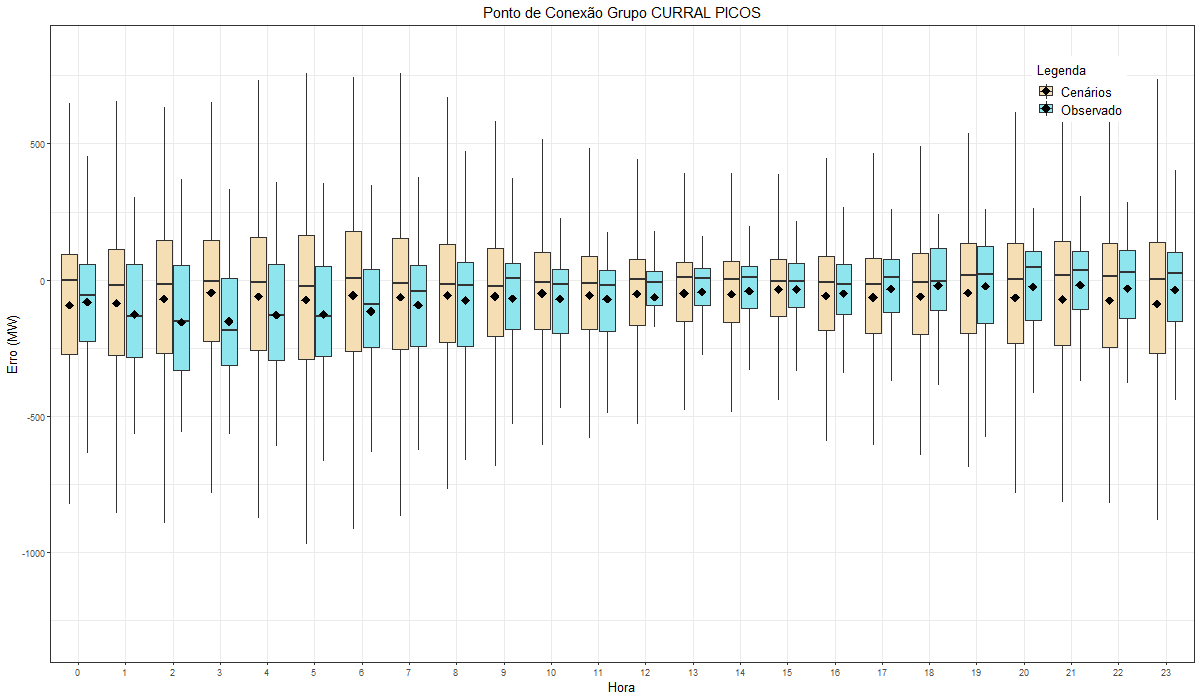 Ponto de Conexão Grupo CURRAL PICOS
Legenda
Cenários
Observado
Erro (MW)
500
0
-500
-1000
0 1 2 3 4 5 6 7 8 9 10 11 12 13 14 15 16 17 18 19 20 21 22 23
Hora